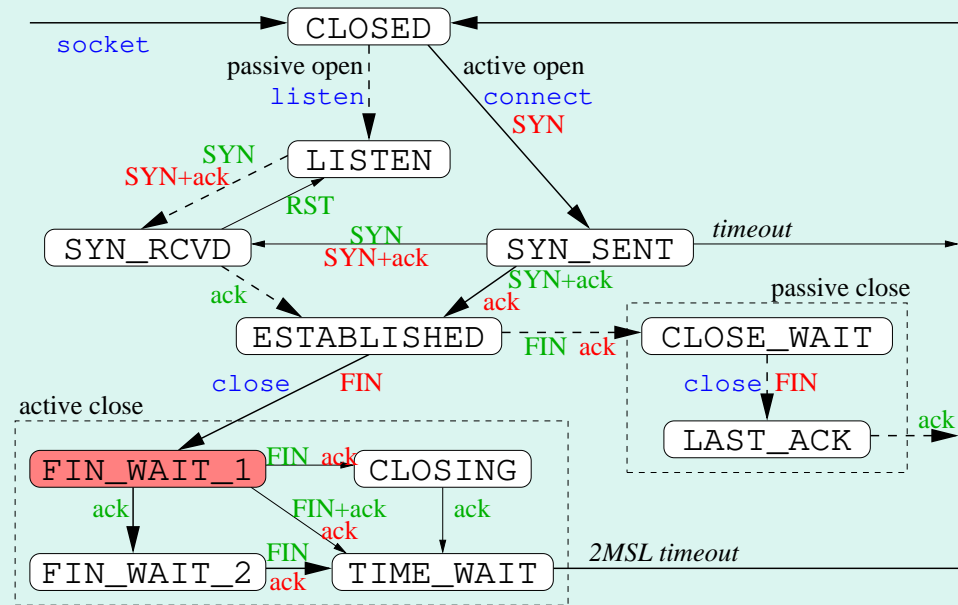 CLOSED
socket
passive open
active open
listen
connect
SYN
LISTEN
SYN
SYN+ack
RST
SYN_RCVD
SYN
SYN+ack
SYN_SENT
timeout
ack
SYN+ack
ack
passive close
ESTABLISHED
FIN ack
CLOSE_WAIT
close FIN
close FIN
active close
LAST_ACK
ack
FIN_WAIT_1
FIN ack
CLOSING
ack
FIN+ack
ack
ack
FIN_WAIT_2
FIN
ack
TIME_WAIT
2MSL timeout